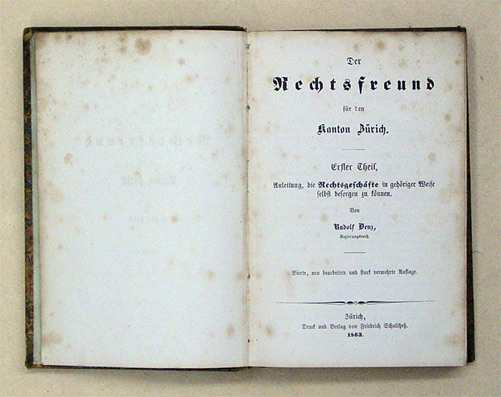 Der
Rechtsfreund
für den
Kanton Zürich.
Erster Theil,
Anleitung, die Rechtsgeschäfte in gehöriger Weise
selbst besorgen zu können.
Von
Rudolf Benz,
Regierungsrath.
Vierte, neu bearbeitete und stark vermehrte Auflage.
Zürich,
Druck und Verlag von Friedrich Schultheß.
1863.